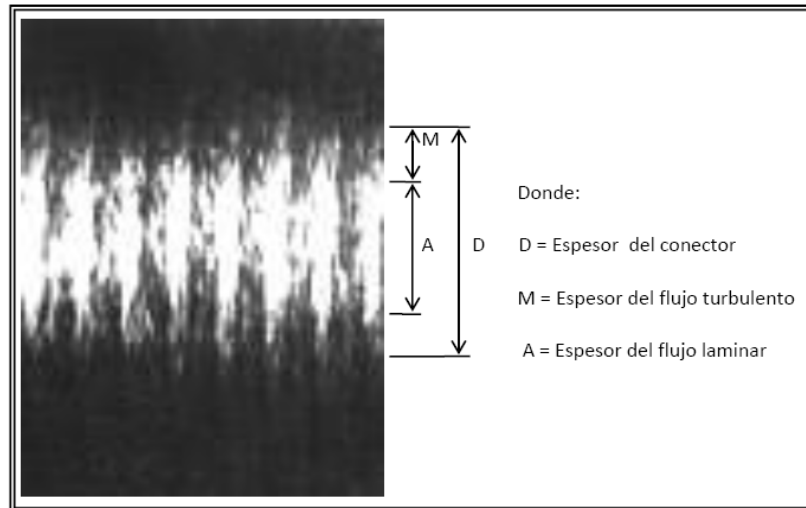 M
Donde:
A
D
D = Espesor  del conector
M = Espesor del flujo turbulento
A = Espesor del flujo laminar